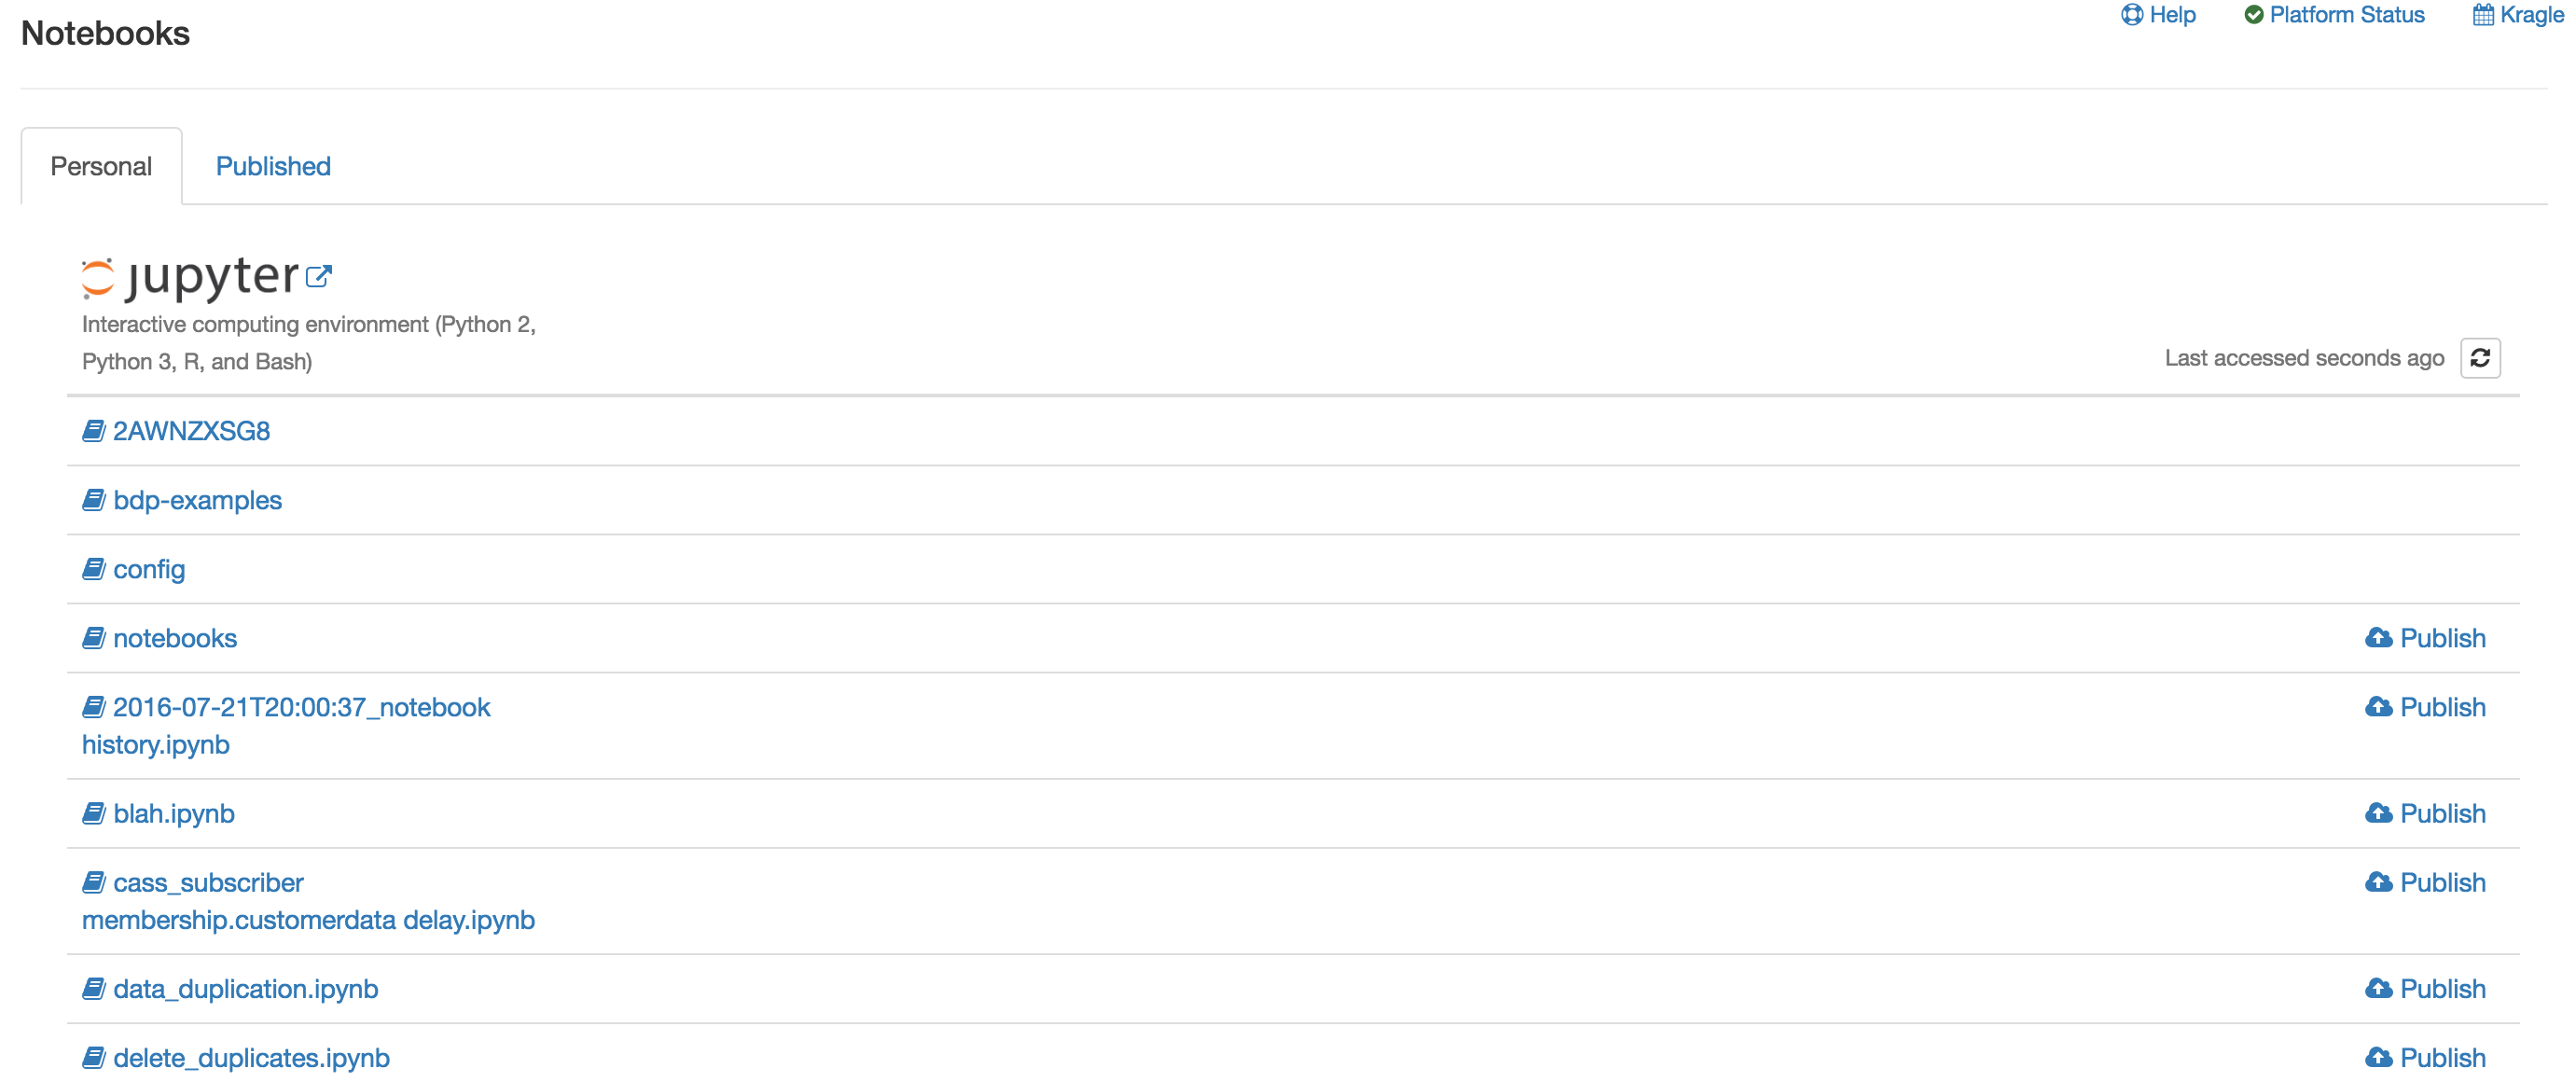 Notebooks
Help
Platform Status
Kragle
Personal
Published
jupyter
Interactive computing environment (Python 2,
Python 3, R, and Bash)
Last accessed seconds ago
2AWNZXSG8
bdp-examples
config
notebooks
Publish
2016-07-21T20:00:37_notebook
history.ipynb
Publish
blah.ipynb
Publish
cass_subscriber
membership.customerdata delay.ipynb
Publish
data_duplication.ipynb
Publish
delete_duplicates.ipynb
Publish